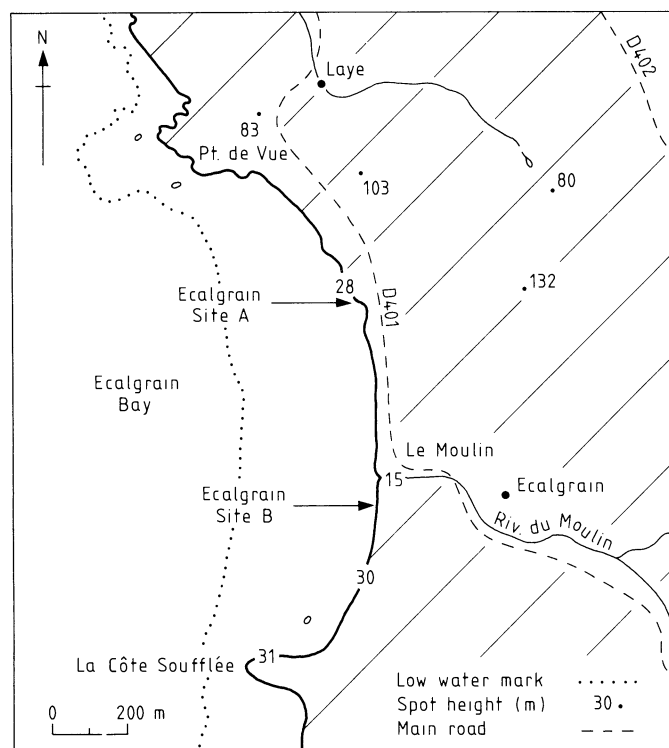 N
Laye
D402
83
Pt. de Vue
103
80
28
Ecalgrain
Site A
D401
132
Ecalgrain
Bay
Le Moulin
15
Ecalgrain
Ecalgrain
Site B
Riv. du Moulin
30
La Côte Soufflée
31
Low water mark
Spot height (m) 30
Main road
0 200 m